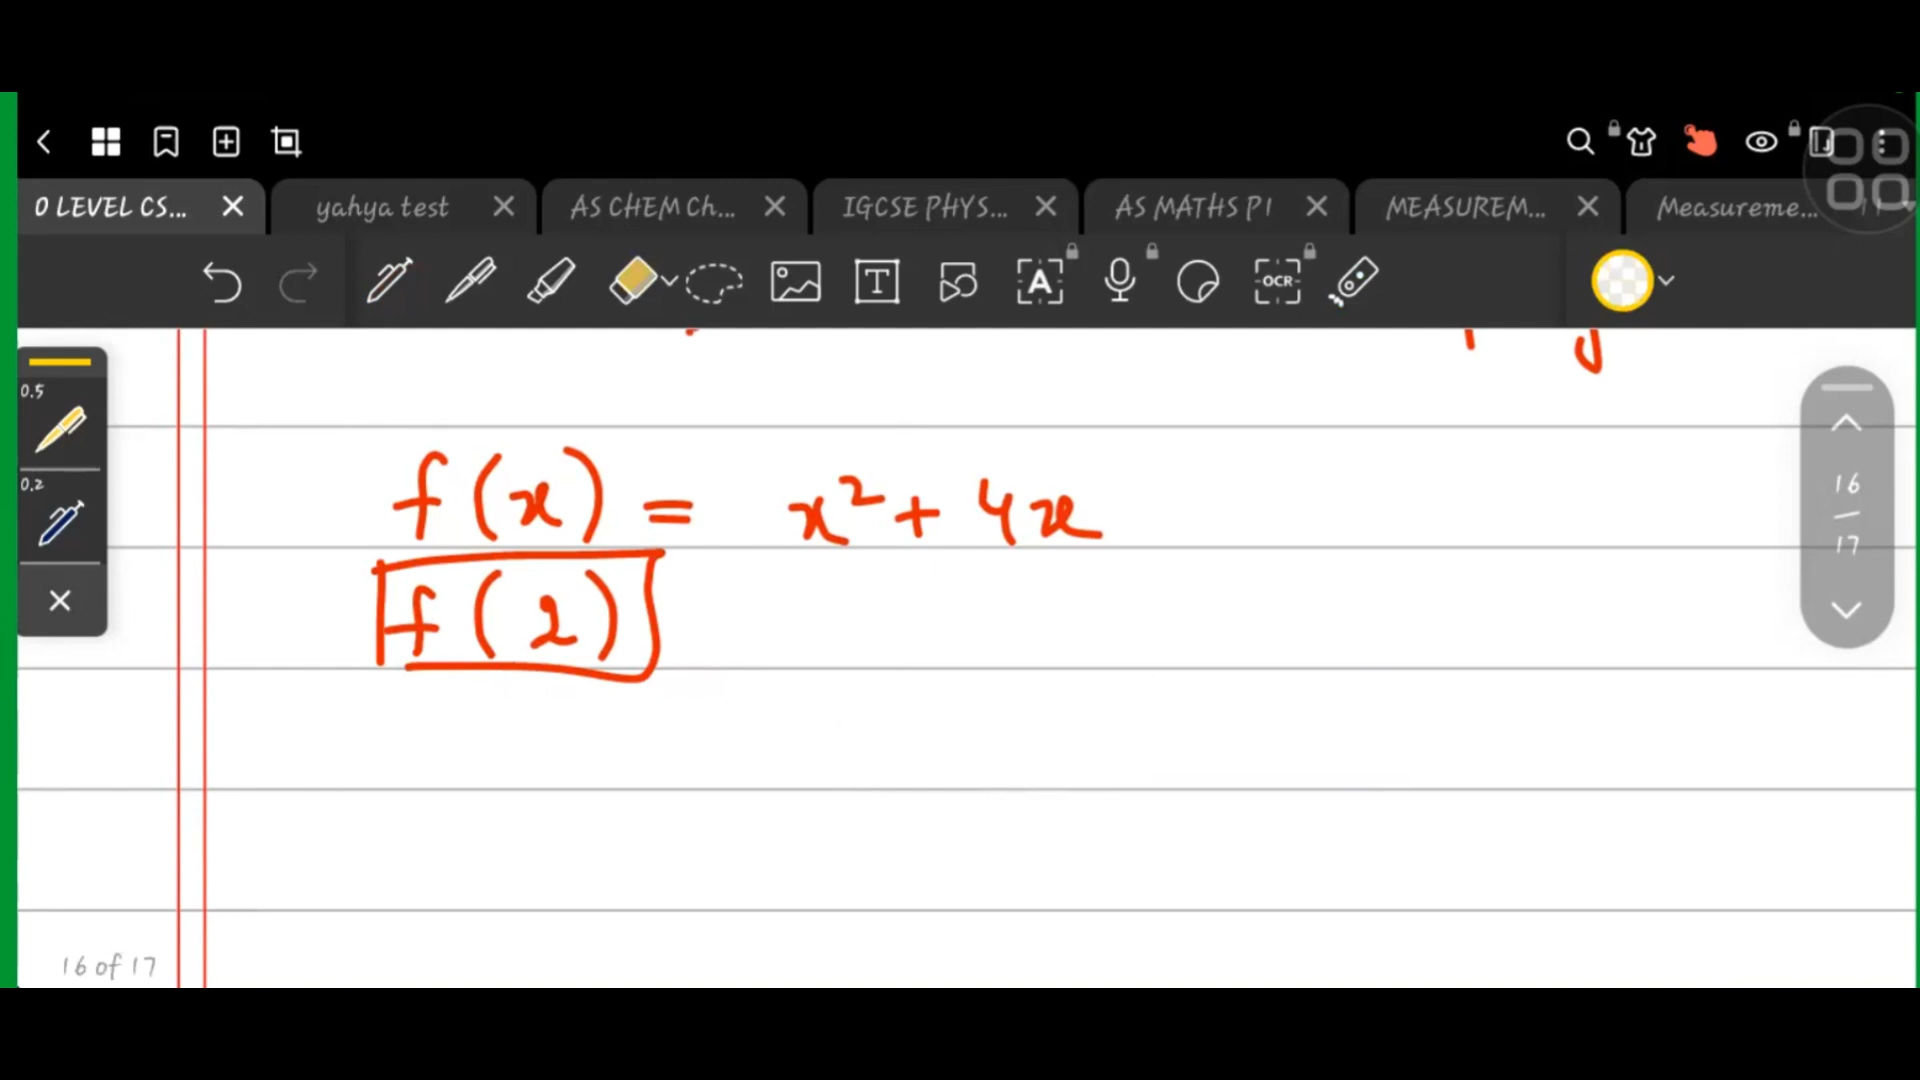 0 LEVEL CS...
yahya test
AS CHEM Ch...
IGCSE PHYS...
AS MATHS P1
MEASUREM...
Measureme...
A
T
OCR
0.5
0.2
f(x) = x² + 4x
f(2)
16
17
16 of 17